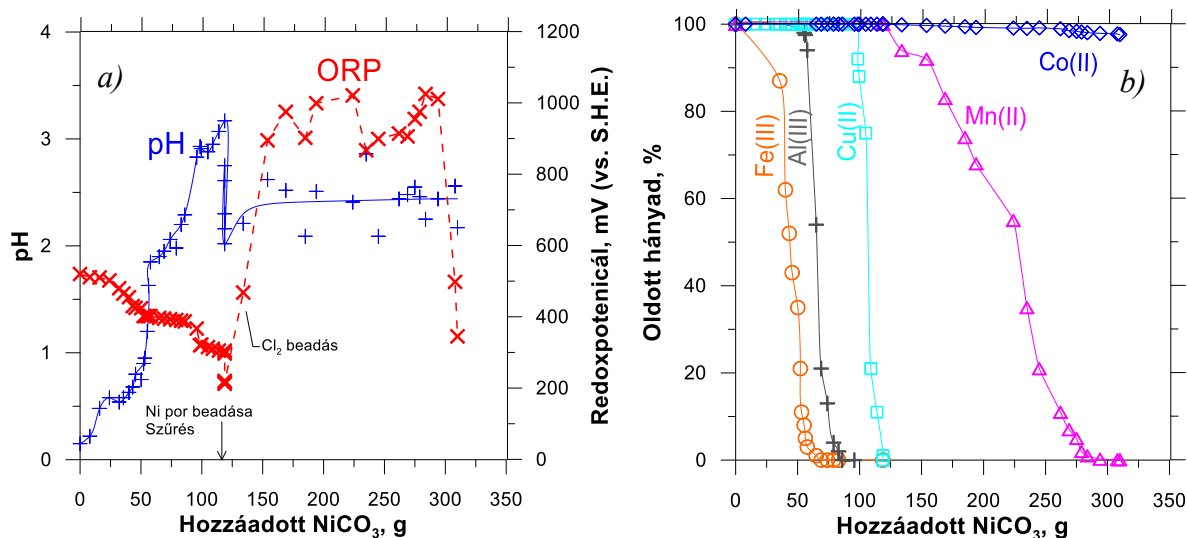 a)
ORP
pH
Cl2 beadás
Ni por beadása
Szűrés
pH
4
3
2
1
0
0 50 100 150 200 250 300 350
Hozzáadott NiCO3, g
1200
1000
800
600
400
200
0
Redoxpotenicál, mV (vs. S.H.E.)
b)
Co(II)
Mn(II)
Fe(III)
Al(III)
Cu(II)
Oldott hányad, %
100
80
60
40
20
0
0 50 100 150 200 250 300 350
Hozzáadott NiCO3, g